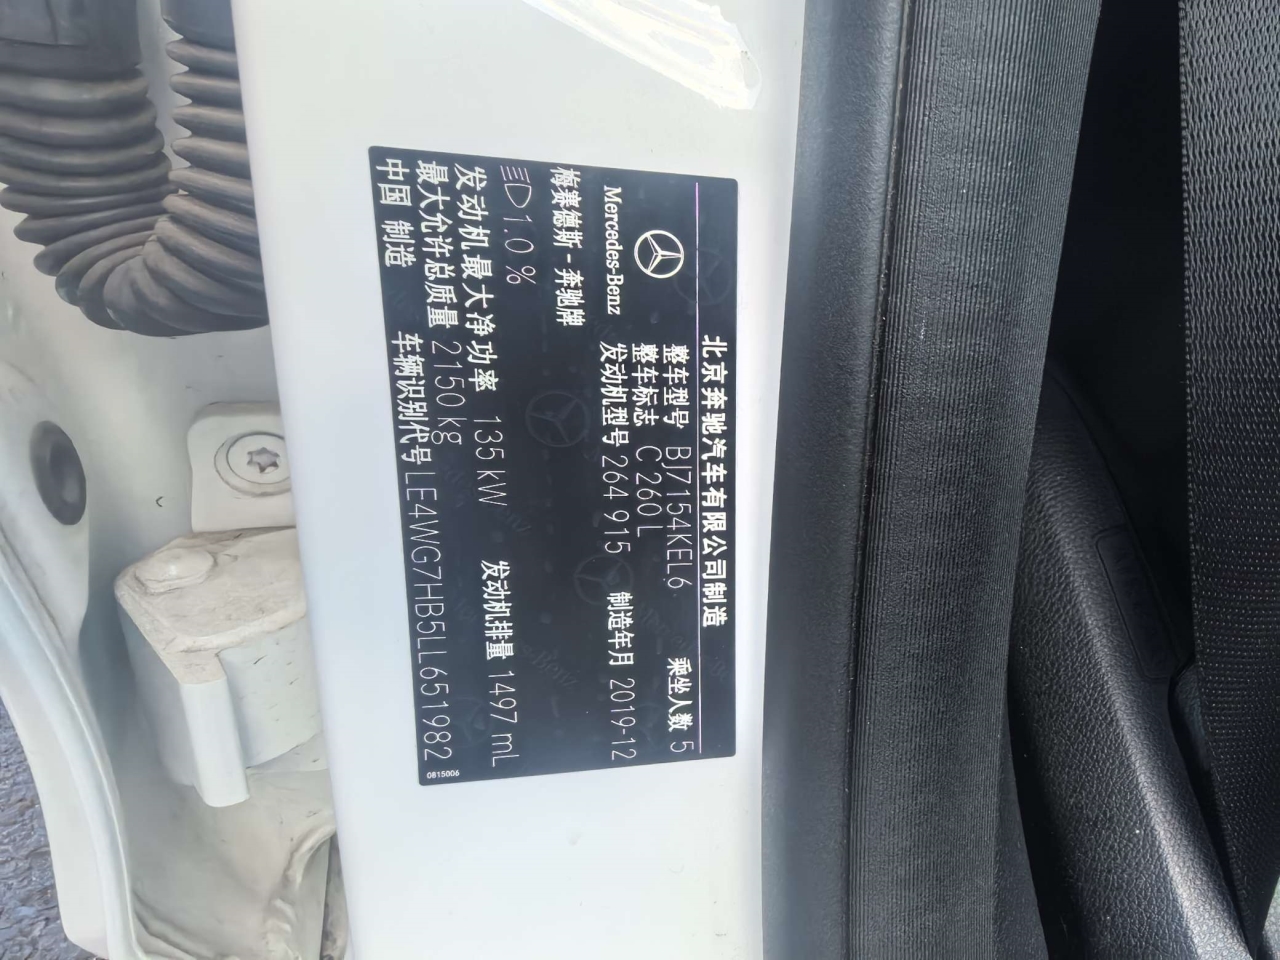 北京奔驰汽车有限公司制造
Mercedes-Benz
整车型号 BJ7154KEL6 乘坐人数 5
整车标志 C 260 L
发动机型号 264 915 制造年月 2019-12
梅赛德斯-奔驰牌
1.0 %
发动机最大净功率 135 kW 发动机排量 1497 mL
最大允许总质量 2150 kg
中国 制造 车辆识别代号 LE4WG7HB5LL651982
0815006